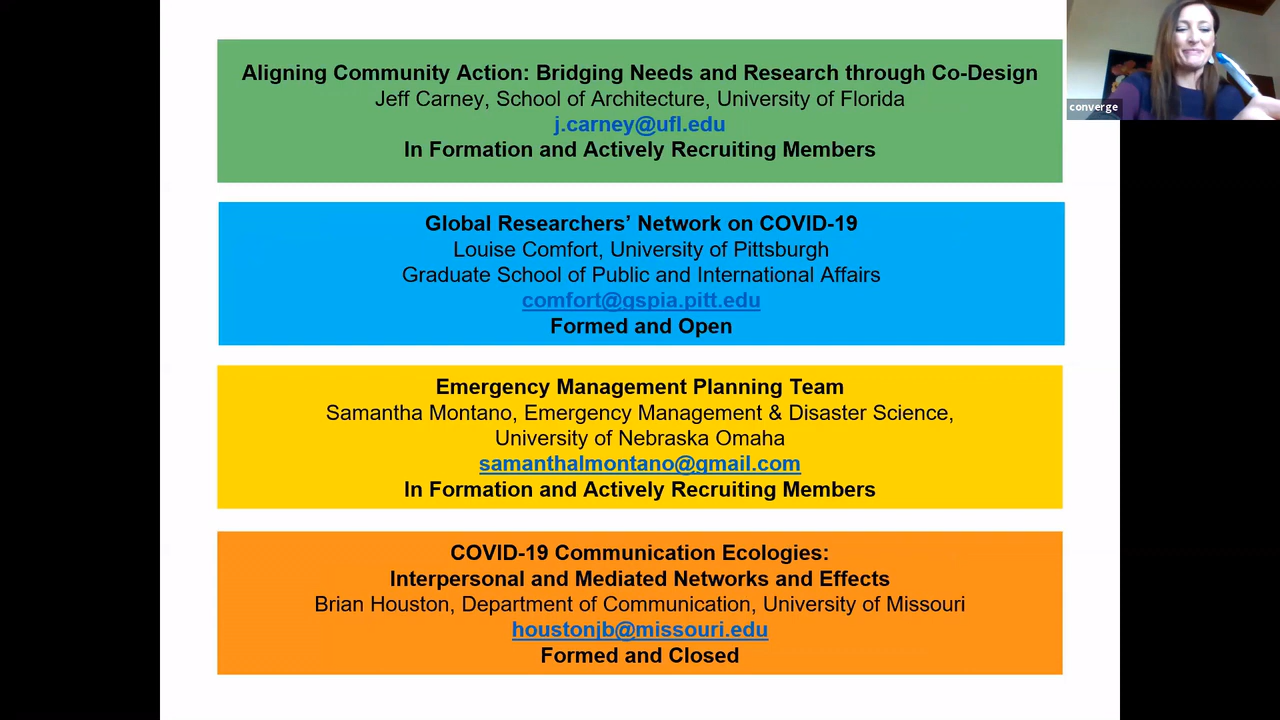 Aligning Community Action: Bridging Needs and Research through Co-Design
Jeff Carney, School of Architecture, University of Florida
j.carney@ufl.edu
In Formation and Actively Recruiting Members
Global Researchers’ Network on COVID-19
Louise Comfort, University of Pittsburgh
Graduate School of Public and International Affairs
comfort@gspia.pitt.edu
Formed and Open
Emergency Management Planning Team
Samantha Montano, Emergency Management & Disaster Science,
University of Nebraska Omaha
samanthalmontano@gmail.com
In Formation and Actively Recruiting Members
COVID-19 Communication Ecologies:
Interpersonal and Mediated Networks and Effects
Brian Houston, Department of Communication, University of Missouri
houstonjb@missouri.edu
Formed and Closed
converge